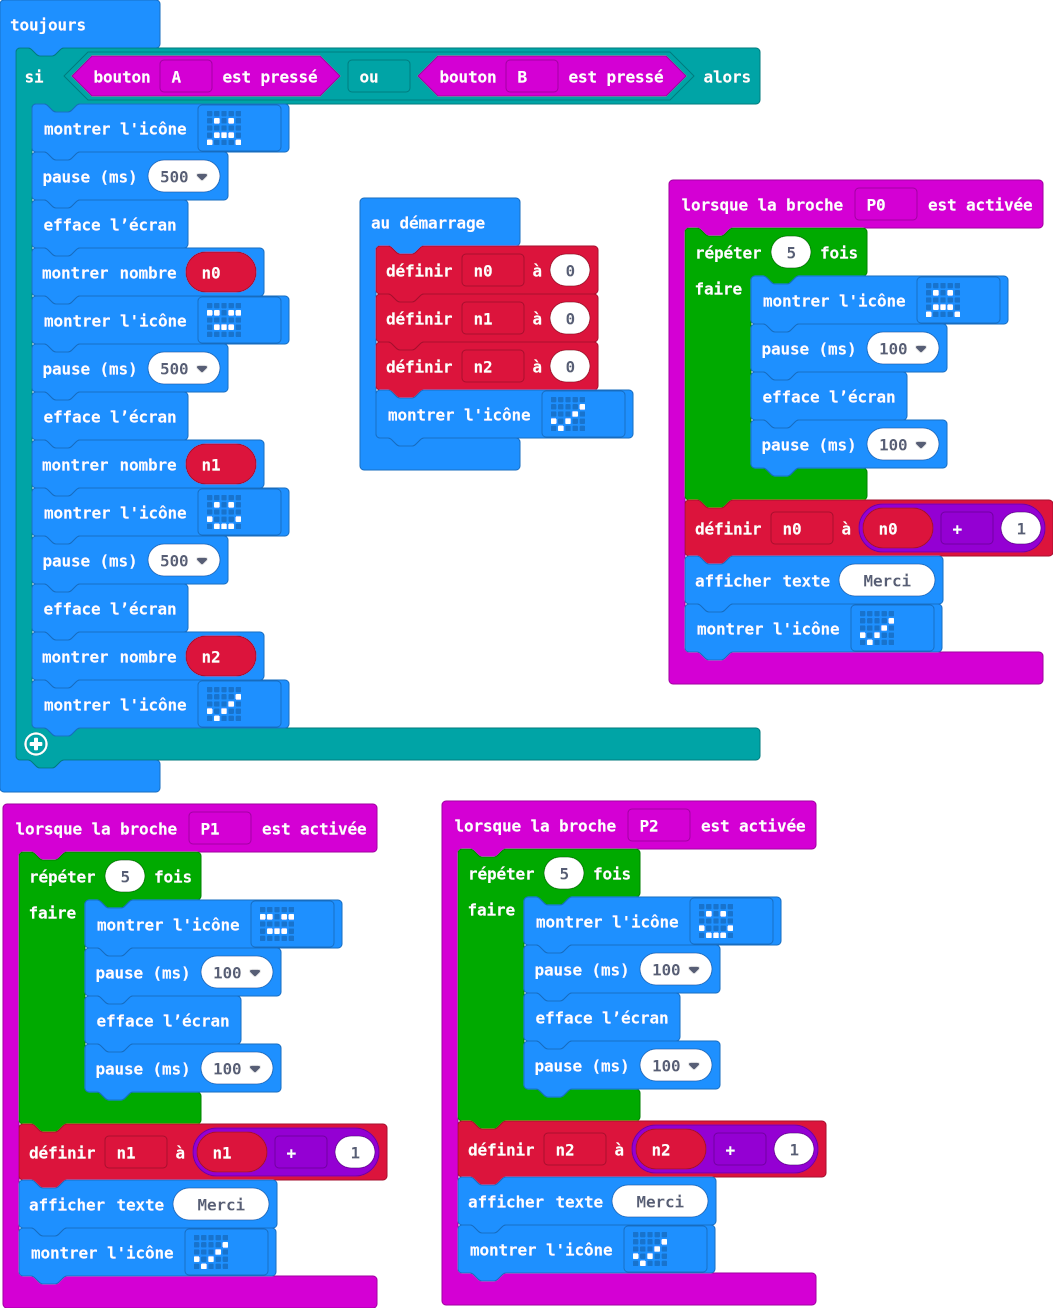 toujours
si bouton A est pressé ou bouton B est pressé alors
montrer l'icône
pause (ms) 500
efface l’écran
montrer nombre n0
montrer l'icône
pause (ms) 500
efface l’écran
montrer nombre n1
montrer l'icône
pause (ms) 500
efface l’écran
montrer nombre n2
montrer l'icône
au démarrage
définir n0 à 0
définir n1 à 0
définir n2 à 0
montrer l'icône
lorsque la broche P0 est activée
répéter 5 fois
faire montrer l'icône
pause (ms) 100
efface l’écran
pause (ms) 100
définir n0 à n0 + 1
afficher texte Merci
montrer l'icône
lorsque la broche P1 est activée
répéter 5 fois
faire montrer l'icône
pause (ms) 100
efface l’écran
pause (ms) 100
définir n1 à n1 + 1
afficher texte Merci
montrer l'icône
lorsque la broche P2 est activée
répéter 5 fois
faire montrer l'icône
pause (ms) 100
efface l’écran
pause (ms) 100
définir n2 à n2 + 1
afficher texte Merci
montrer l'icône